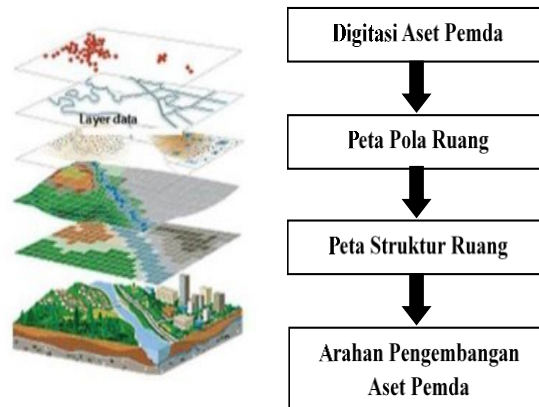 Layer data
Digitasi Aset Pemda
Peta Pola Ruang
Peta Struktur Ruang
Arahan Pengembangan
Aset Pemda